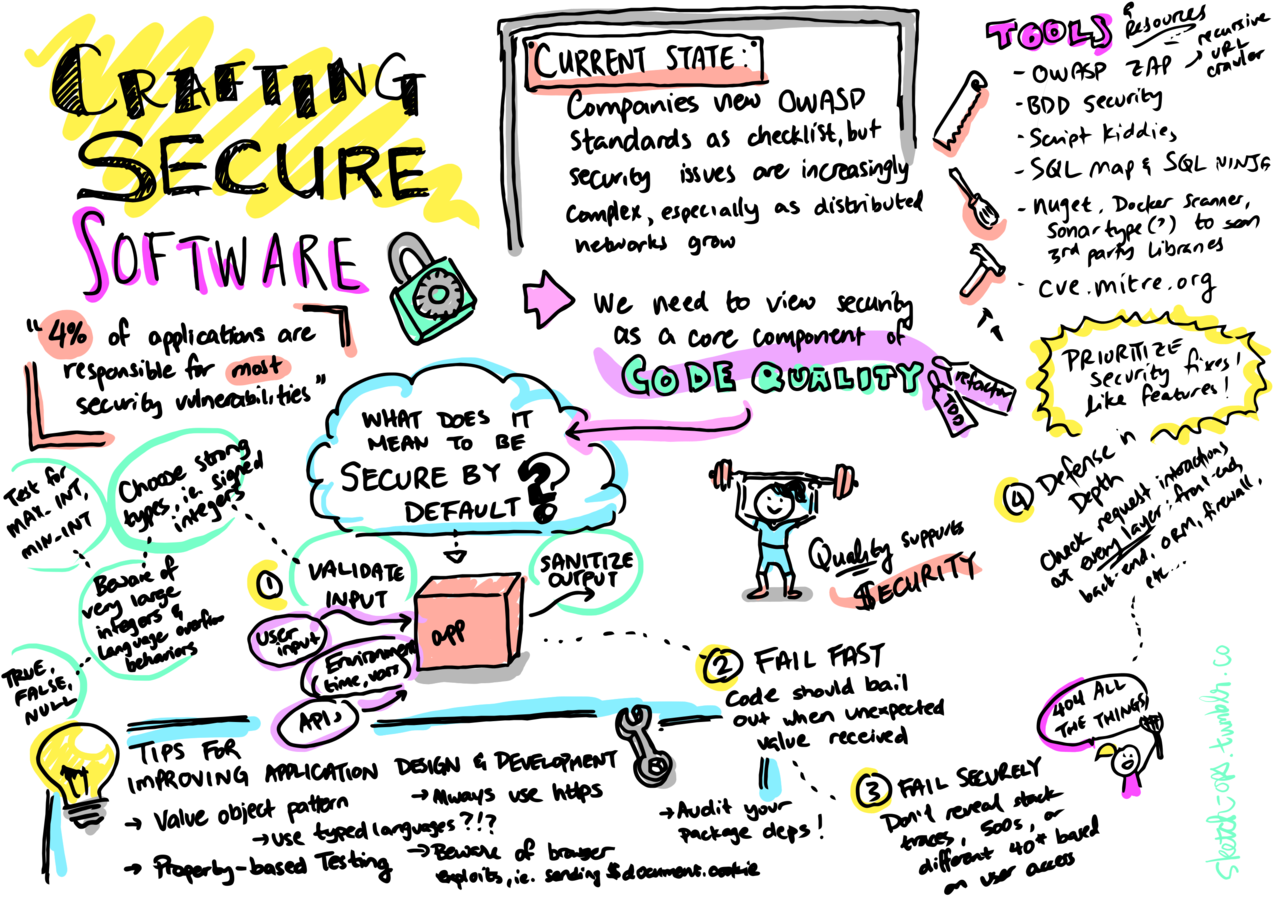 CRAFTING
SECURE
SOFTWARE
"4% of applications are
responsible for most
security vulnerabilities"
CURRENT STATE:
Companies view OWASP
standards as checklist, but
security issues are increasingly
complex, especially as distributed
networks grow
We need to view security
as a core component of
CODE QUALITY
TDD
refactor
TOOLS & Resources
- OWASP ZAP → recursive
URL
crawler
- BDD Security
- Script Kiddies
- SQL Map & SQL NINJA
- nuget, Docker Scanner,
Sonar type(?) to scan
3rd party libraries
- cve.mitre.org
PRIORITIZE
security fixes!
like features!
WHAT DOES IT
MEAN TO BE
SECURE BY
DEFAULT?
Test for
MAX_INT,
MIN-INT
Choose strong
types, ie. signed
integers
Beware of
very large
integers &
language overflow
behaviors
TRUE,
FALSE,
NULL
1
VALIDATE
INPUT
User
input
Environment
(time, vars)
APIs
app
SANITIZE
OUTPUT
Quality supports
$ECURITY
2 FAIL FAST
Code should bail
out when unexpected
value received
3 FAIL SECURELY
Don't reveal stack
traces, 500s, or
different 40* based
on user access
4 Defense in
Depth
Check request interactions
at every layer: front-end,
back-end, ORM, firewall,
etc...
404 ALL
THE THINGS
TIPS FOR
IMPROVING APPLICATION DESIGN & DEVELOPMENT
→ Value object pattern
→ Use typed languages?!?
→ Property-based Testing
→ Always use https
→ Beware of browser
exploits, ie. sending $document.cookie
→ Audit your
package deps!
sketch-ops.tumblr.co